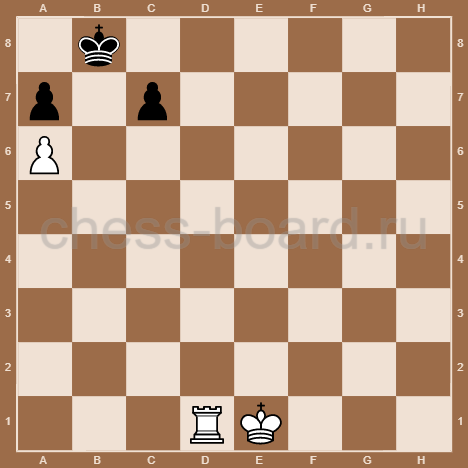 A B C D E F G H
8 8
7 7
6 6
5 5
chess-board.ru
4 4
3 3
2 2
1 1
A B C D E F G H